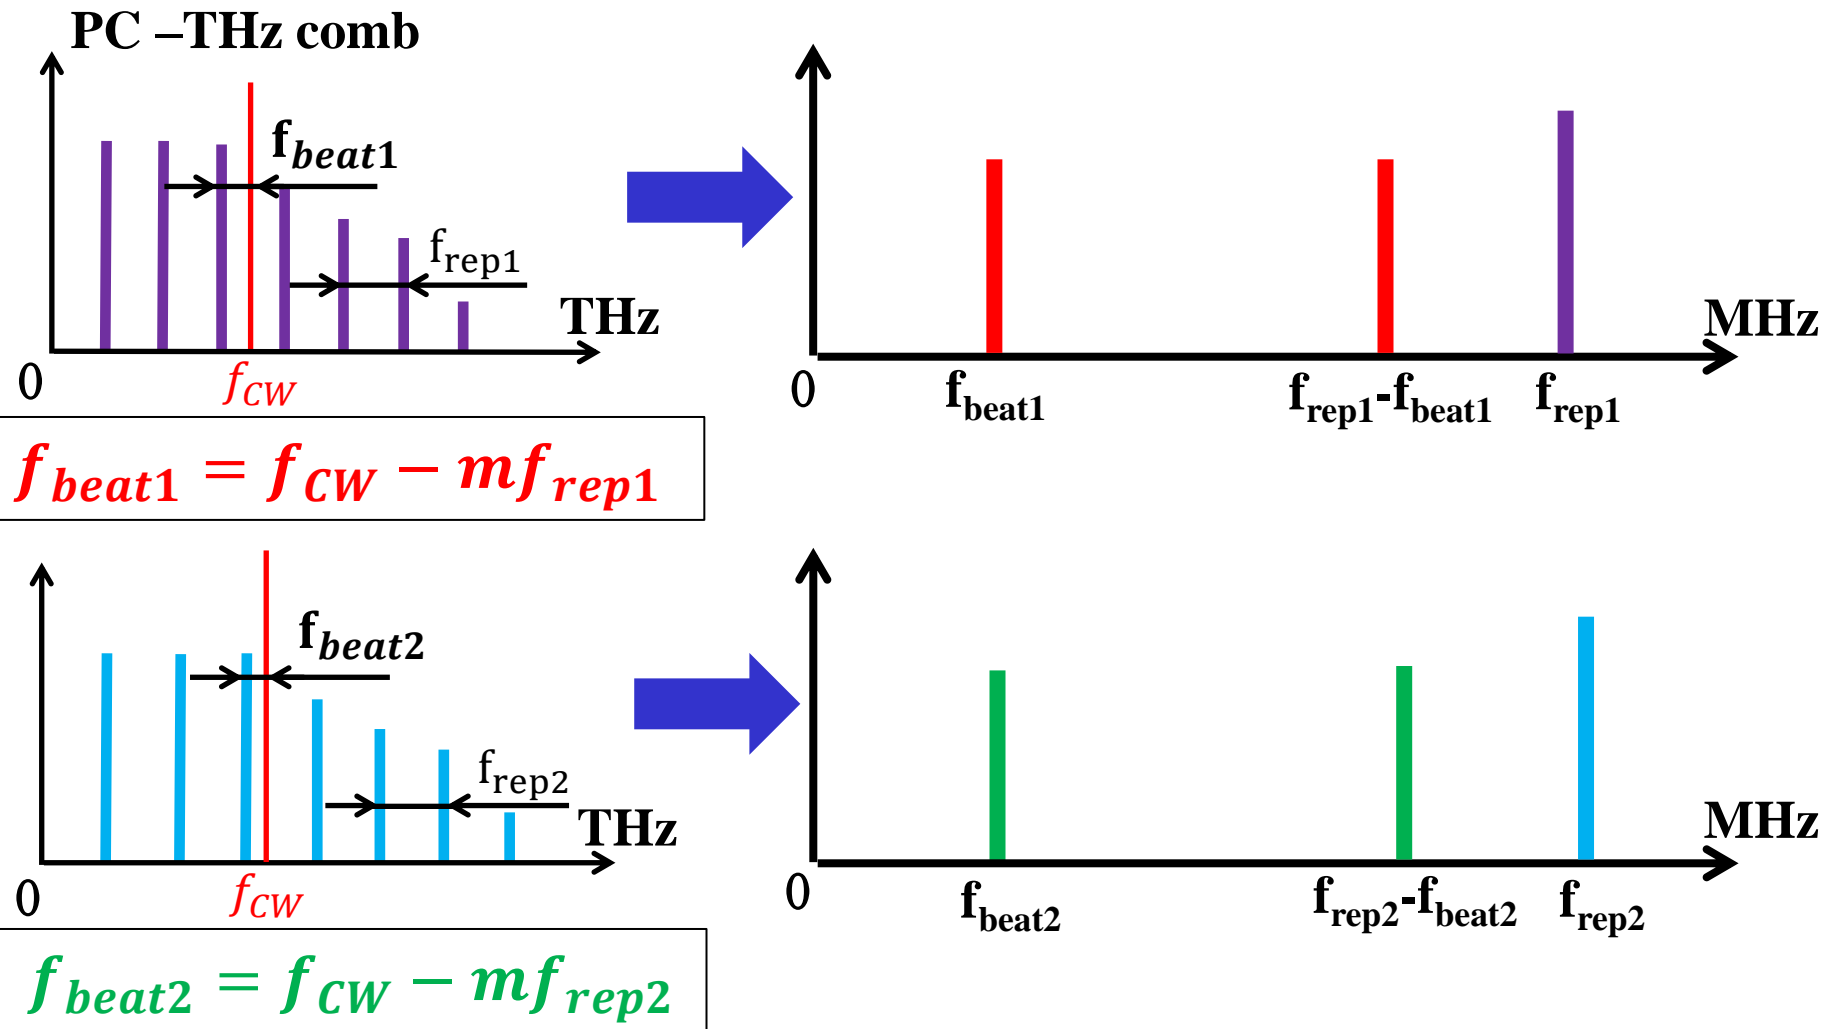 PC –THz comb
f_beat1
f_rep1
THz
0
f_CW
f_beat1 = f_CW − mf_rep1
MHz
0
f_beat1
f_rep1-f_beat1
f_rep1
f_beat2
f_rep2
THz
0
f_CW
f_beat2 = f_CW − mf_rep2
MHz
0
f_beat2
f_rep2-f_beat2
f_rep2